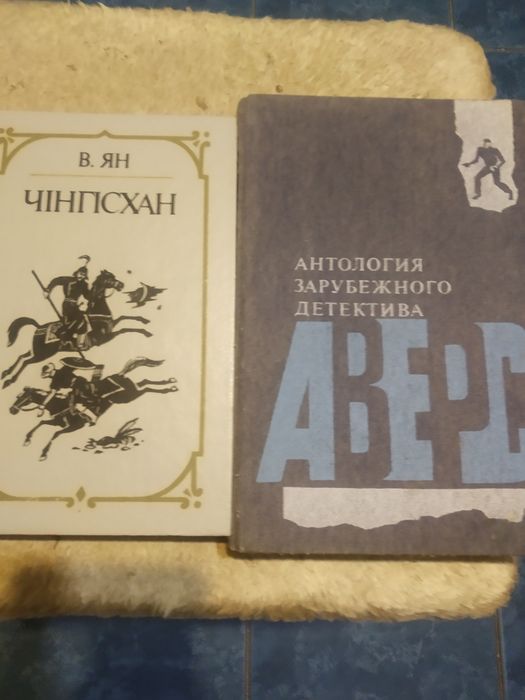 В. ЯН
ЧІНГІСХАН
АНТОЛОГИЯ
ЗАРУБЕЖНОГО
ДЕТЕКТИВА
АВЕРС